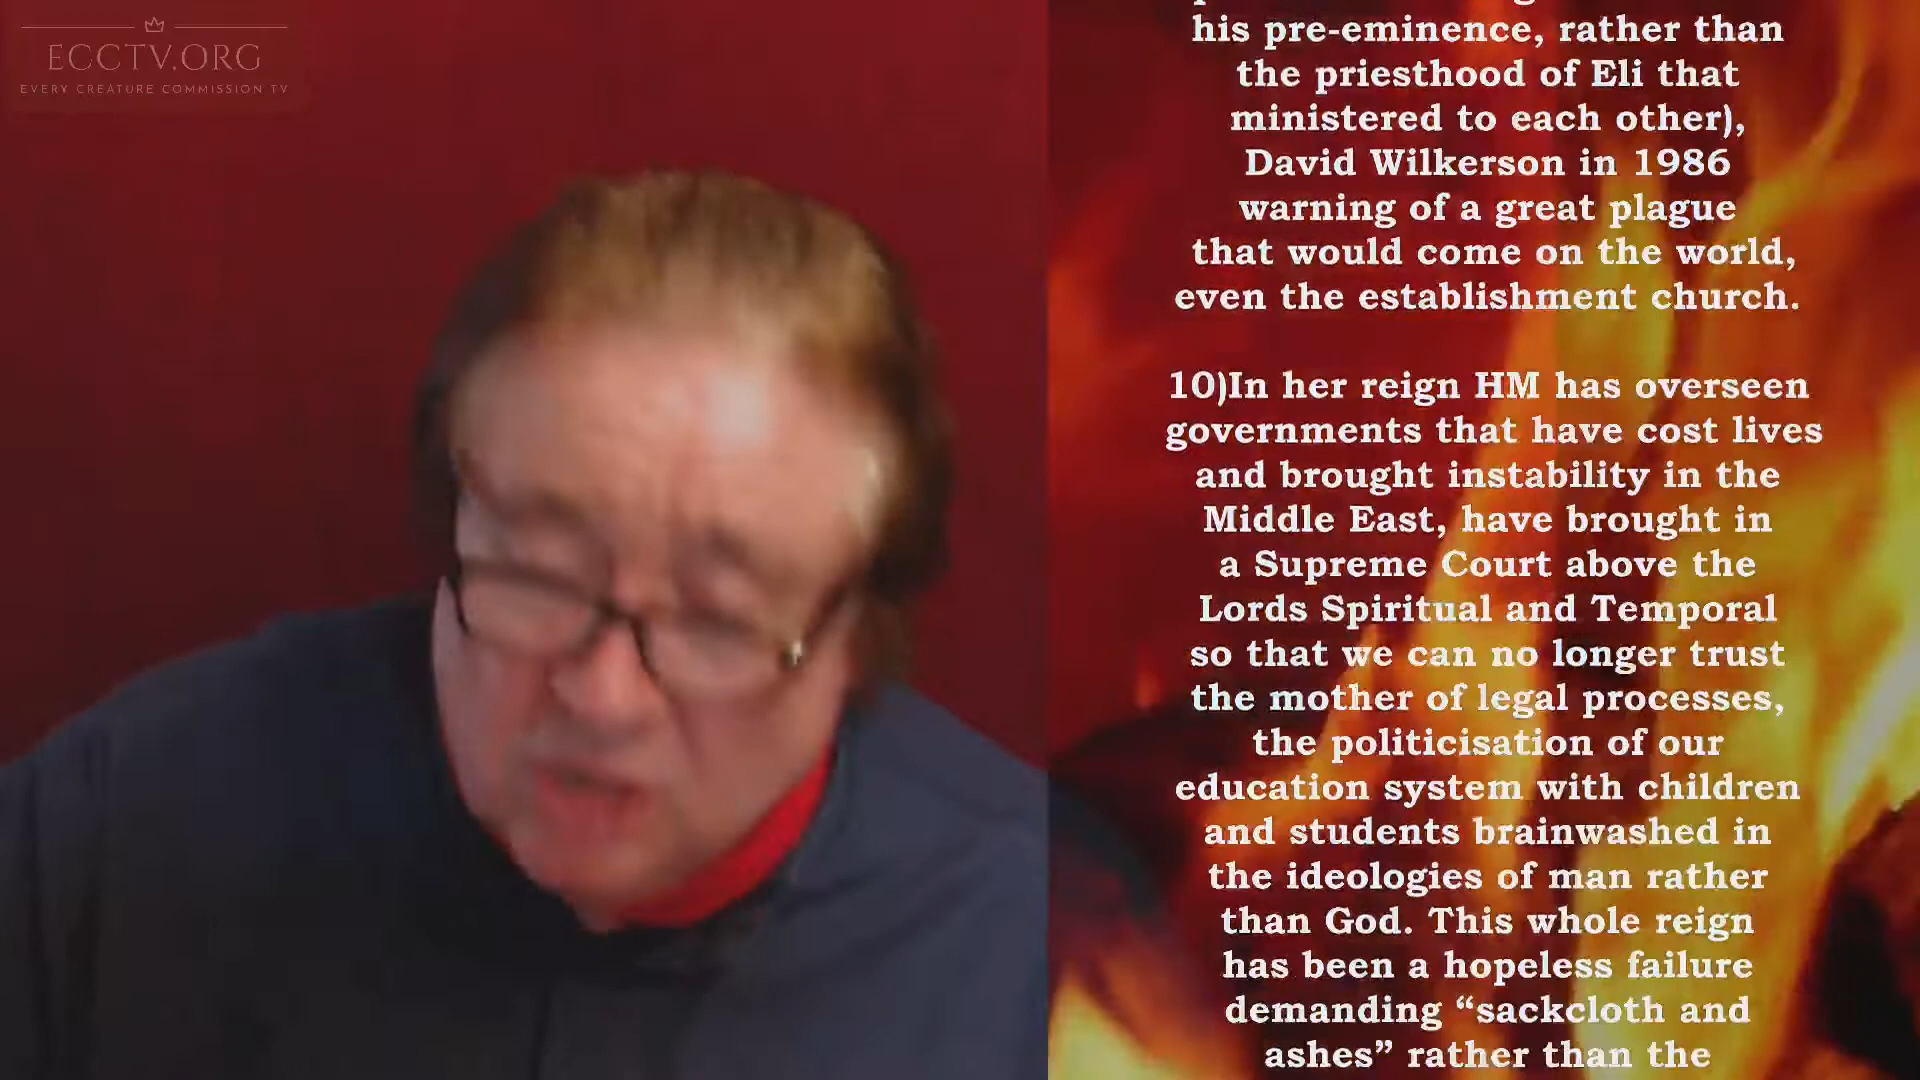 ECCTV.ORG
EVERY CREATURE COMMISSION TV
his pre-eminence, rather than
the priesthood of Eli that
ministered to each other),
David Wilkerson in 1986
warning of a great plague
that would come on the world,
even the establishment church.
10)In her reign HM has overseen
governments that have cost lives
and brought instability in the
Middle East, have brought in
a Supreme Court above the
Lords Spiritual and Temporal
so that we can no longer trust
the mother of legal processes,
the politicisation of our
education system with children
and students brainwashed in
the ideologies of man rather
than God. This whole reign
has been a hopeless failure
demanding “sackcloth and
ashes” rather than the